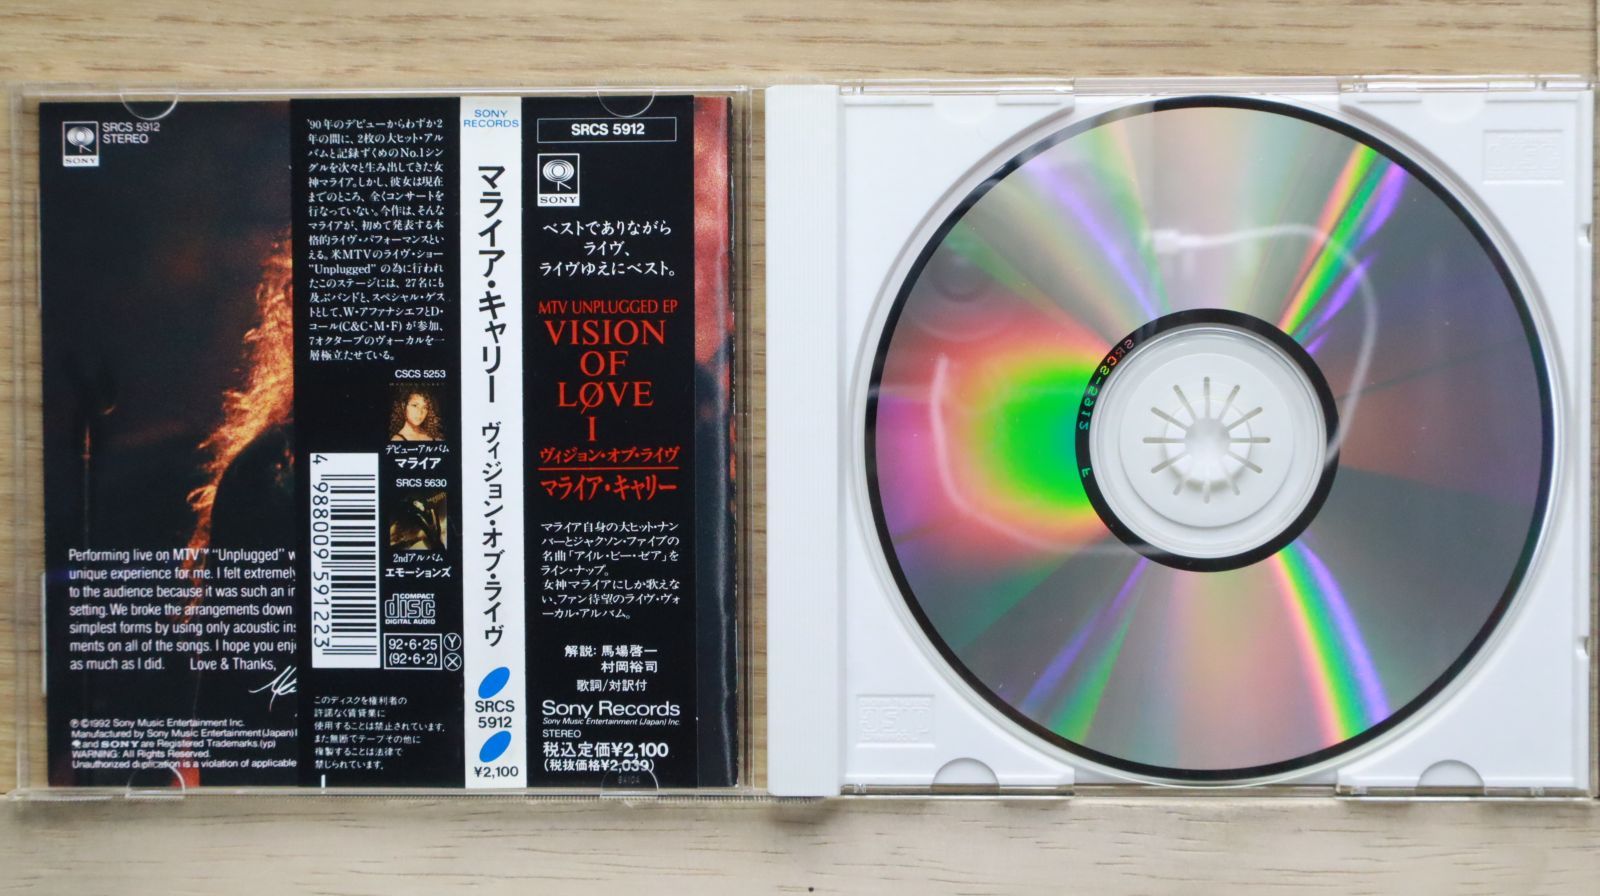 SRCS 5912
STEREO
SONY
Performing live on MTV™ "Unplugged" w
unique experience for me. I felt extremely
to the audience because it was such an in
setting. We broke the arrangements down
simplest forms by using only acoustic ins
ments on all of the songs. I hope you enj
as much as I did. Love & Thanks,
℗©1992 Sony Music Entertainment Inc.
Manufactured by Sony Music Entertainment (Japan) I
and SONY are Registered Trademarks. (yp)
WARNING: All Rights Reserved.
Unauthorized duplication is a violation of applicable
'90年のデビューからわずか2
年の間に、2枚の大ヒット・アル
バムと記録ずくめのNo.1シン
グルを次々と生み出してきた女
神マライア。しかし、彼女は現在
までのところ、全くコンサートを
行なっていない。今作は、そんな
マライアが、初めて発表する本
格的ライヴ・パフォーマンスとい
える。米MTVのライヴ・ショー
"Unplugged"の為に行われ
たこのステージには、27名にも
及ぶバンドと、スペシャル・ゲス
トとして、W・アファナシエフとD・
コール(C&C・M・F)が参加、
7オクターブのヴォーカルを一
層極立たせている。
CSCS 5253
デビュー・アルバム
マライア
SRCS 5630
2ndアルバム
エモーションズ
4 988009 591223
COMPACT
disc
DIGITAL AUDIO
92・6・25
(92・6・2)
Y
X
このディスクを権利者の
許諾なく賃貸業に
使用することは禁止されています。
また無断でテープその他に
複製することは法律で
禁じられています。
SONY
RECORDS
マライア・キャリー ヴィジョン・オブ・ライヴ
SRCS
5912
¥2,100
SRCS 5912
SONY
ベストでありながら
ライヴ、
ライヴゆえにベスト。
MTV UNPLUGGED EP
VISION
OF
LØVE
I
ヴィジョン・オブ・ライヴ
マライア・キャリー
マライア自身の大ヒット・ナン
バーとジャクソン・ファイブの
名曲「アイル・ビー・ゼア」を
ライン・ナップ。
女神マライアにしか歌えな
い、ファン待望のライヴ・ヴォ
ーカル・アルバム。
解説：馬場啓一
村岡裕司
歌詞/対訳付
Sony Records
Sony Music Entertainment (Japan) Inc.
STEREO
税込定価¥2,100
(税抜価格¥2,039)
SRCS-5912